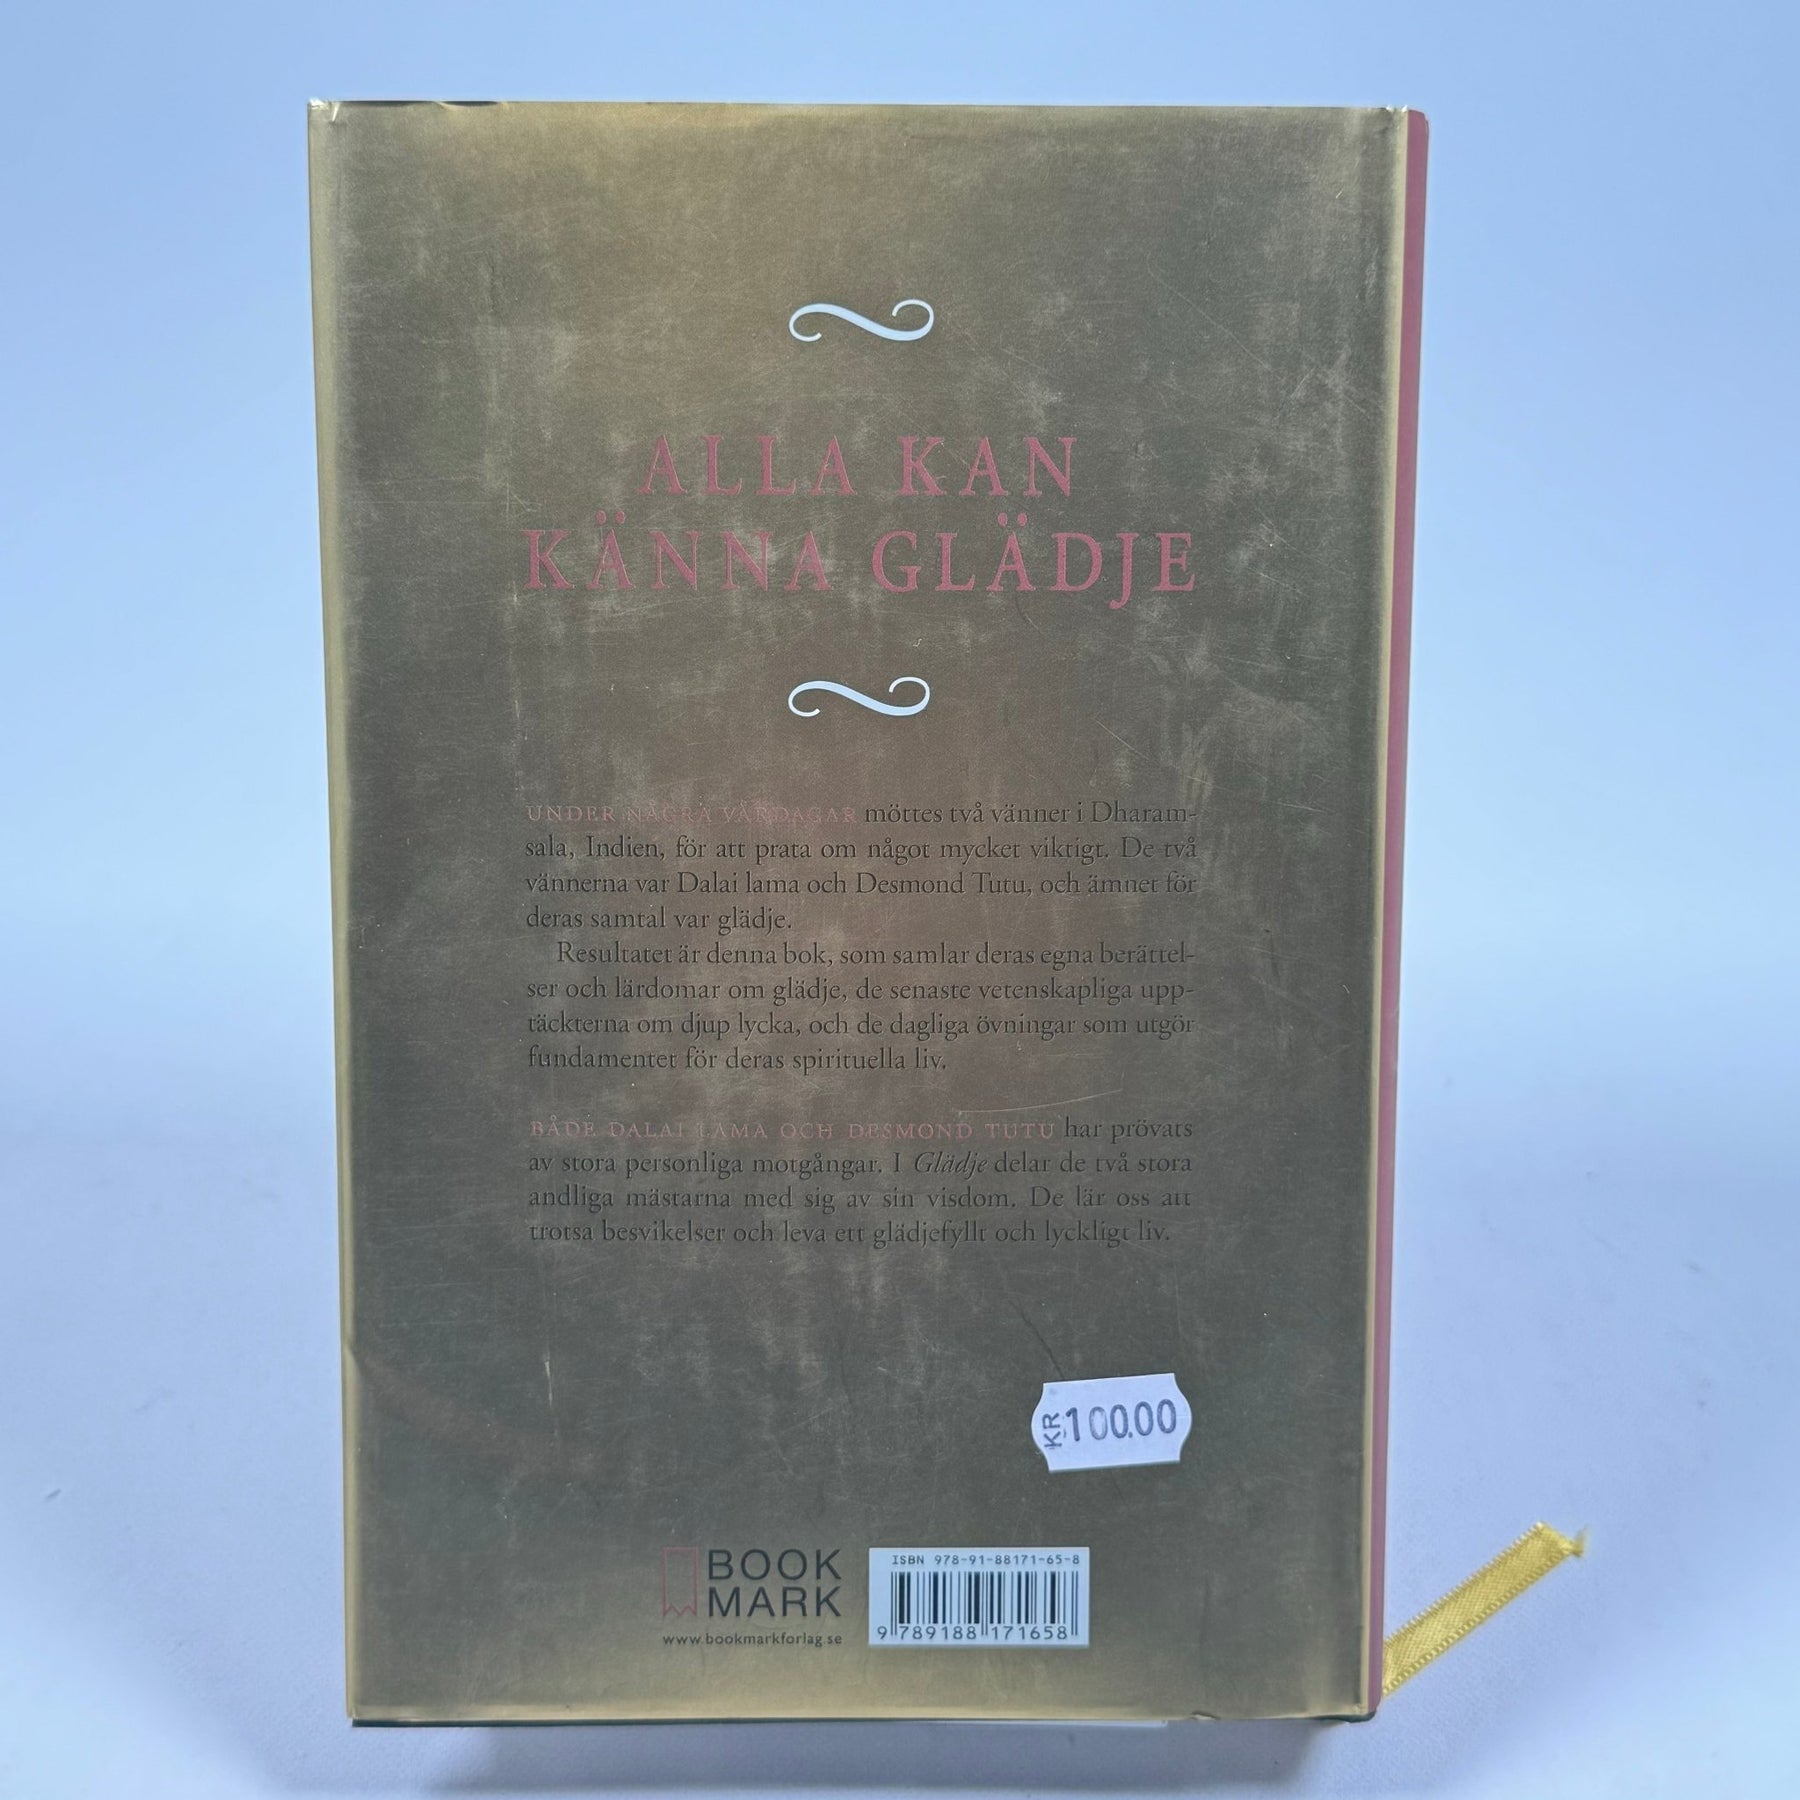 ALLA KAN
KÄNNA GLÄDJE
UNDER NÅGRA VÅRDAGAR möttes två vänner i Dharam-
sala, Indien, för att prata om något mycket viktigt. De två
vännerna var Dalai lama och Desmond Tutu, och ämnet för
deras samtal var glädje.
Resultatet är denna bok, som samlar deras egna berättel-
ser och lärdomar om glädje, de senaste vetenskapliga upp-
täckterna om djup lycka, och de dagliga övningar som utgör
fundamentet för deras spirituella liv.
BÅDE DALAI LAMA OCH DESMOND TUTU har prövats
av stora personliga motgångar. I Glädje delar de två stora
andliga mästarna med sig av sin visdom. De lär oss att
trotsa besvikelser och leva ett glädjefyllt och lyckligt liv.
KR 100.00
BOOK
MARK
www.bookmarkforlag.se
ISBN 978-91-88171-65-8
9 789188 171658